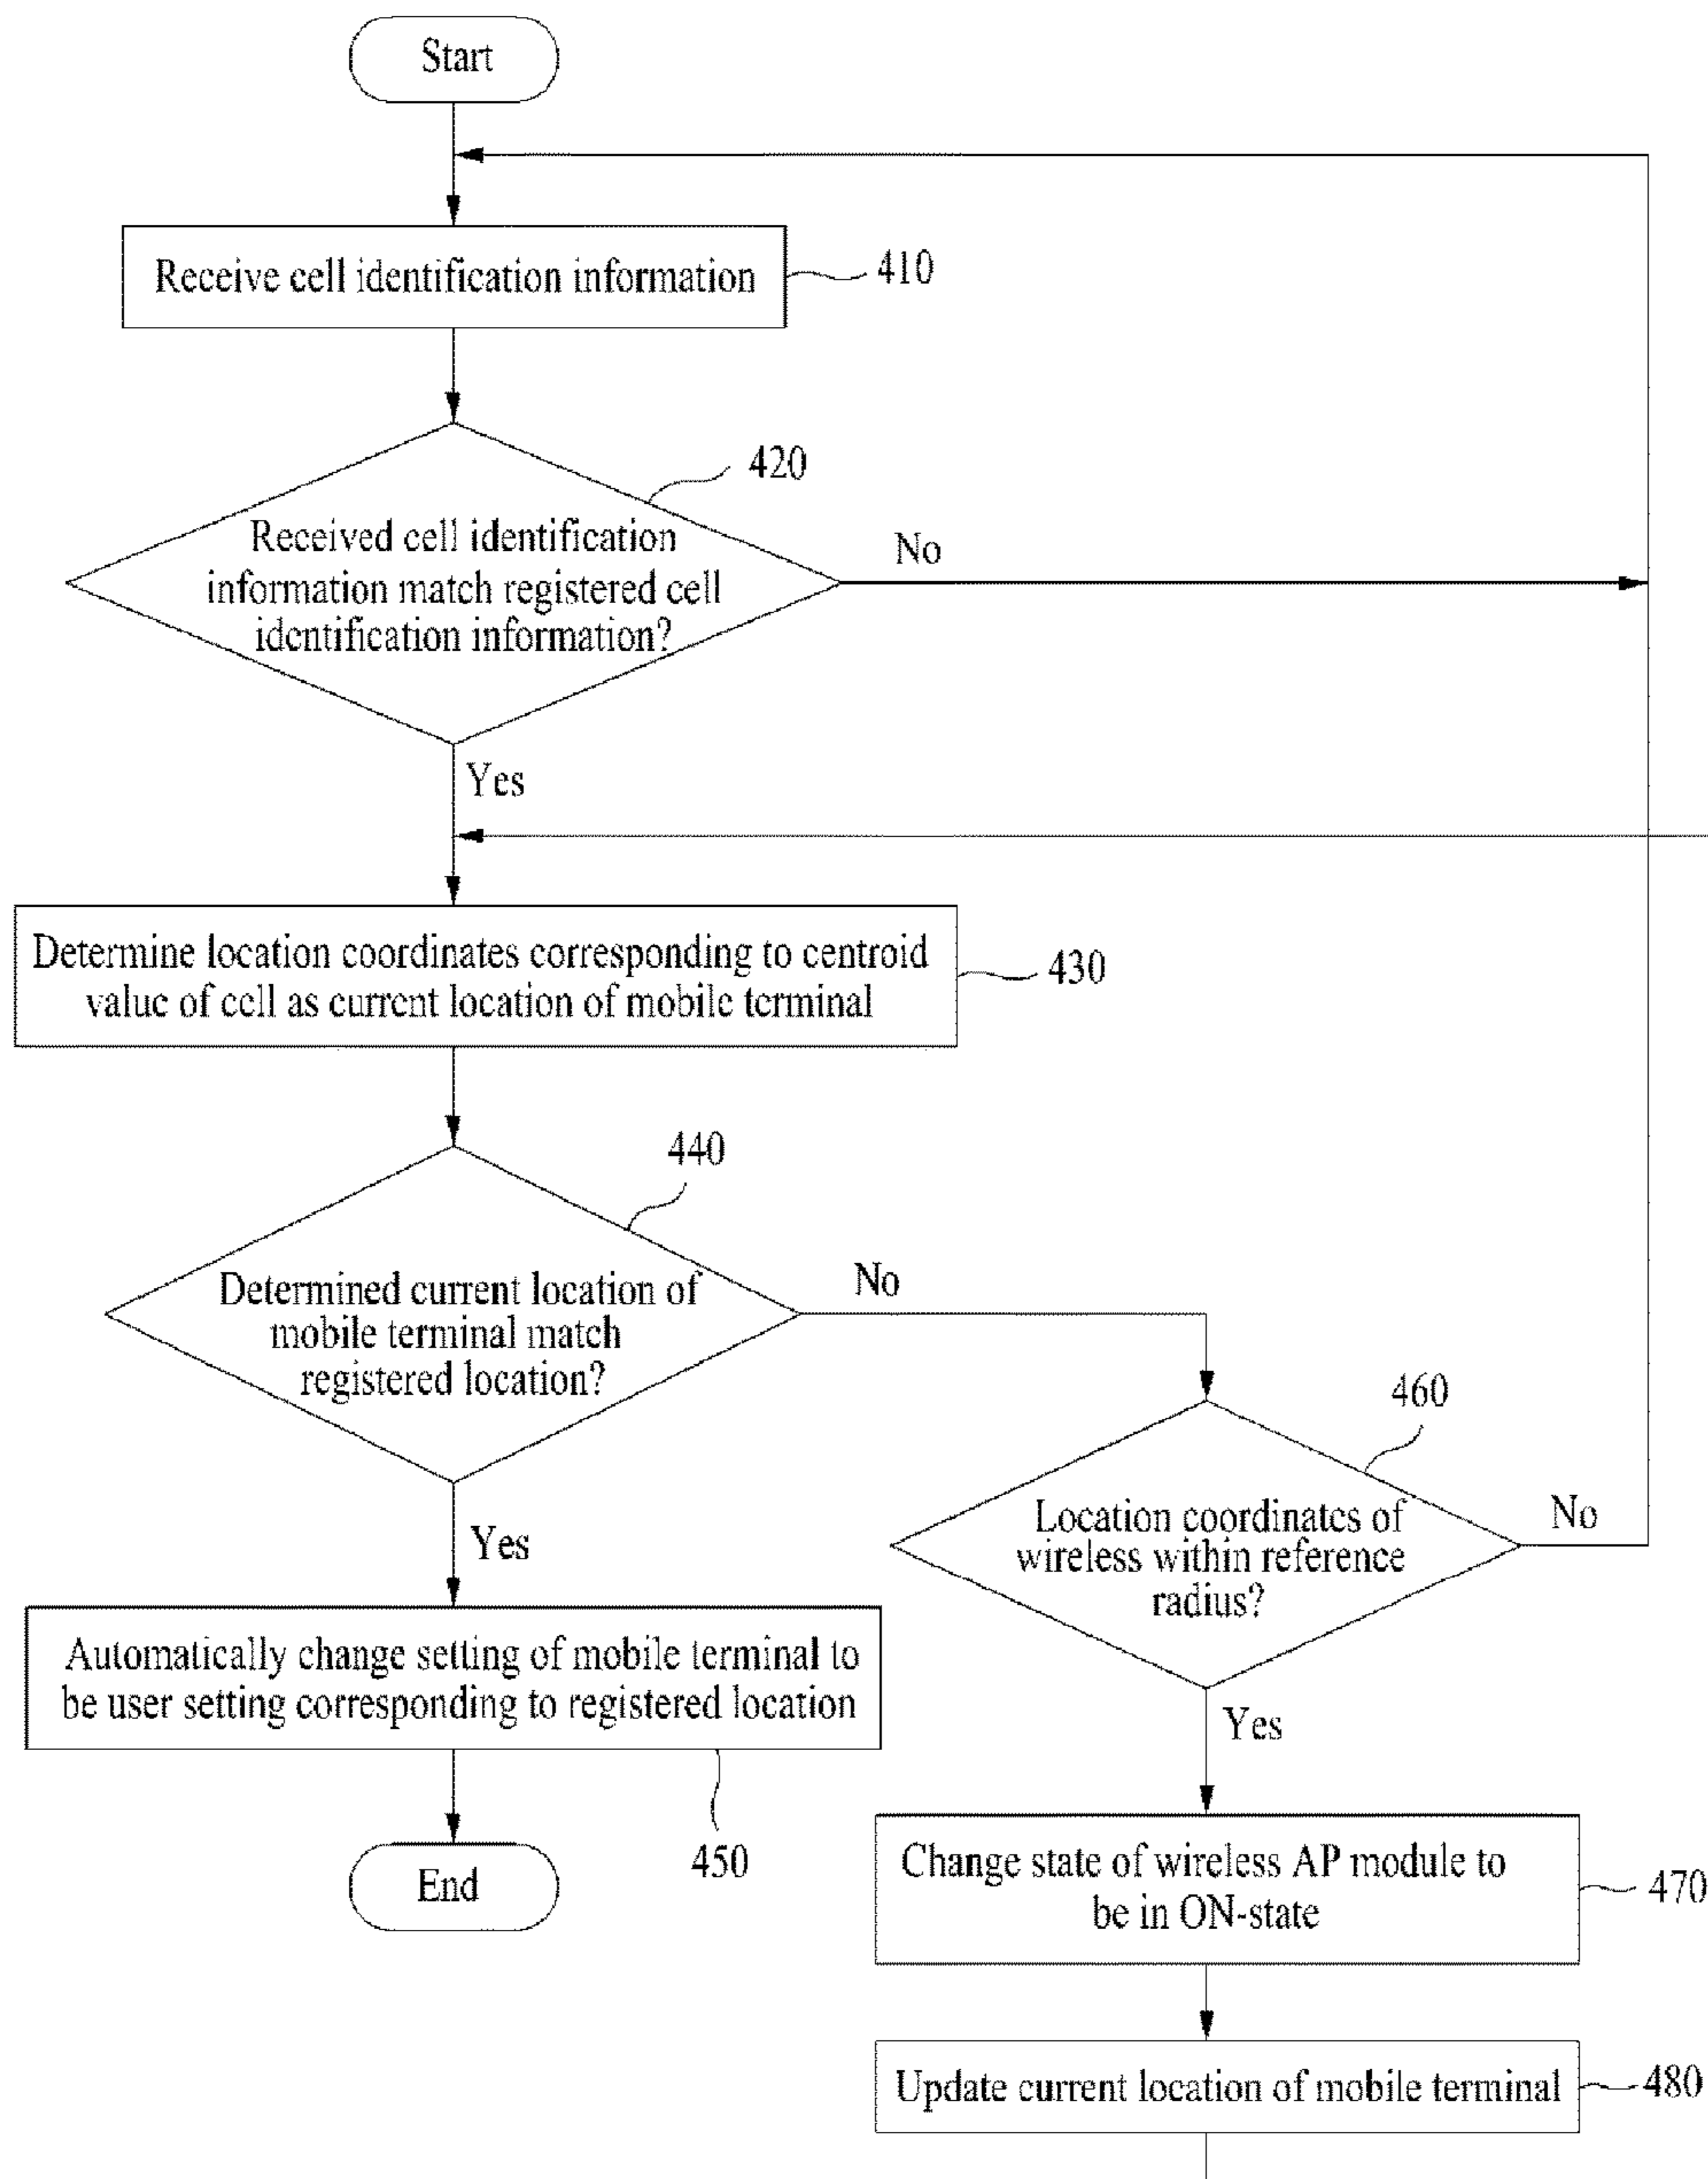 Start
Receive cell identification information
410
420
Received cell identification
information match registered cell
identification information?
No
Yes
Determine location coordinates corresponding to centroid
value of cell as current location of mobile terminal
430
440
Determined current location of
mobile terminal match
registered location?
No
Yes
460
Location coordinates of
wireless within reference
radius?
No
Yes
Automatically change setting of mobile terminal to
be user setting corresponding to registered location
450
End
Change state of wireless AP module to
be in ON-state
470
Update current location of mobile terminal
480